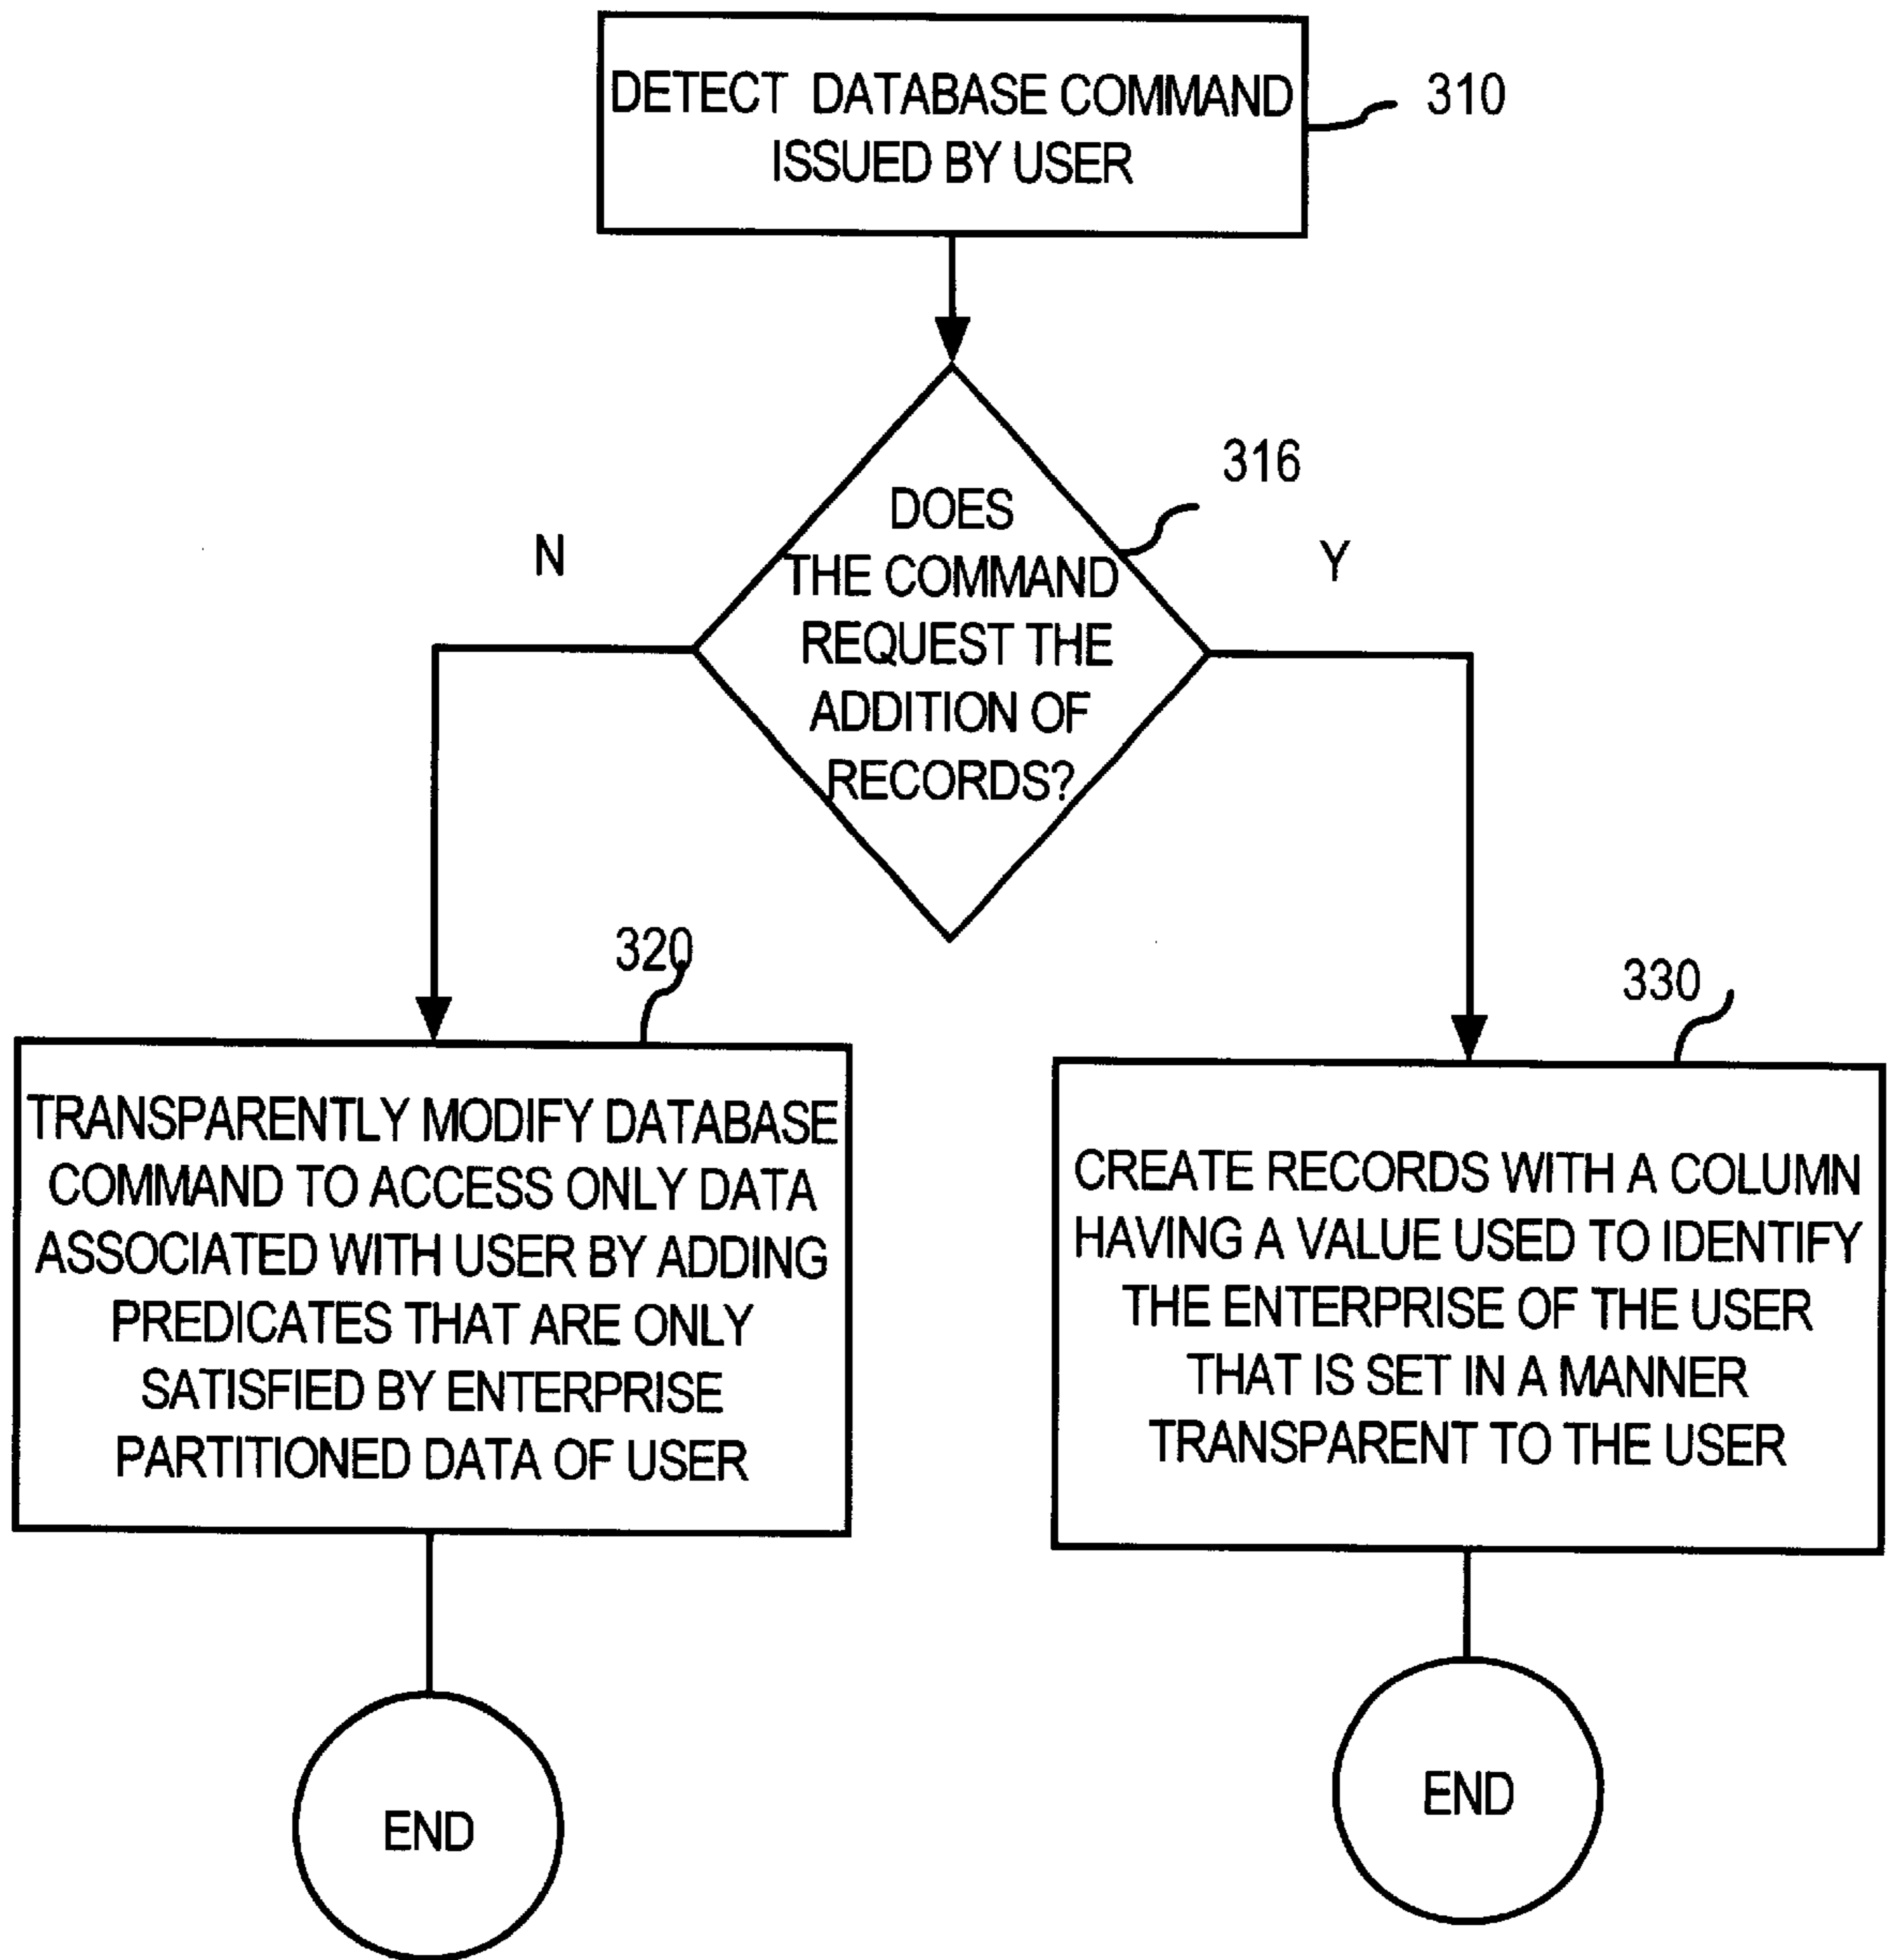 DETECT DATABASE COMMAND
ISSUED BY USER
310
316
DOES
THE COMMAND
REQUEST THE
ADDITION OF
RECORDS?
N
Y
320
330
TRANSPARENTLY MODIFY DATABASE
COMMAND TO ACCESS ONLY DATA
ASSOCIATED WITH USER BY ADDING
PREDICATES THAT ARE ONLY
SATISFIED BY ENTERPRISE
PARTITIONED DATA OF USER
CREATE RECORDS WITH A COLUMN
HAVING A VALUE USED TO IDENTIFY
THE ENTERPRISE OF THE USER
THAT IS SET IN A MANNER
TRANSPARENT TO THE USER
END
END